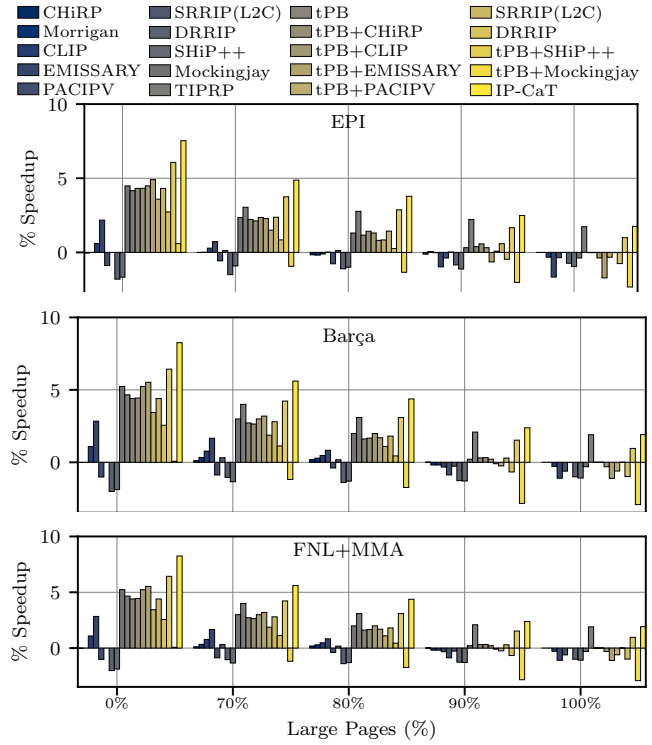 CHiRP SRRIP(L2C) tPB SRRIP(L2C)
Morrigan DRRIP tPB+CHiRP DRRIP
CLIP SHiP++ tPB+CLIP tPB+SHiP++
EMISSARY Mockingjay tPB+EMISSARY tPB+Mockingjay
PACIPV TIPRP tPB+PACIPV IP-CaT
EPI
% Speedup
10
5
0
Barça
% Speedup
10
5
0
FNL+MMA
% Speedup
10
5
0
0% 70% 80% 90% 100%
Large Pages (%)